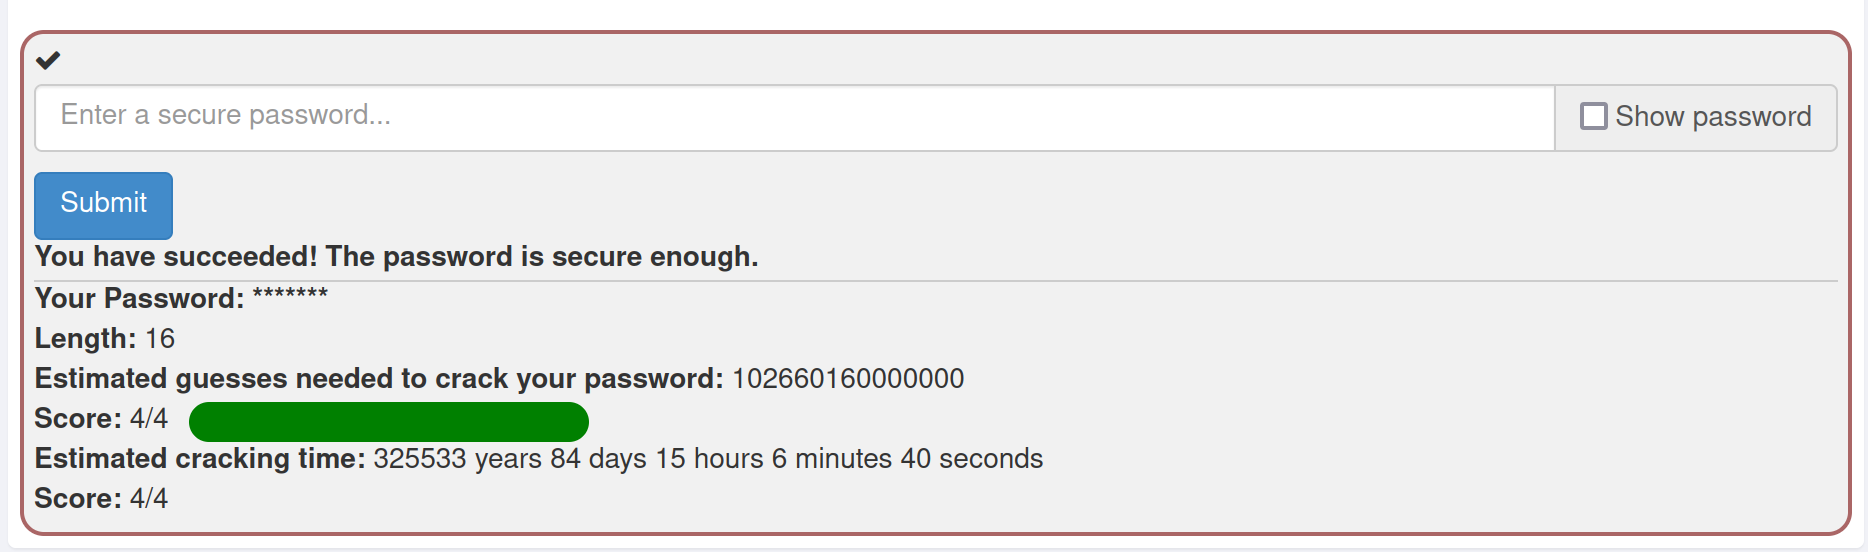 Enter a secure password...
Show password
Submit
You have succeeded! The password is secure enough.
Your Password: *******
Length: 16
Estimated guesses needed to crack your password: 102660160000000
Score: 4/4
Estimated cracking time: 325533 years 84 days 15 hours 6 minutes 40 seconds
Score: 4/4